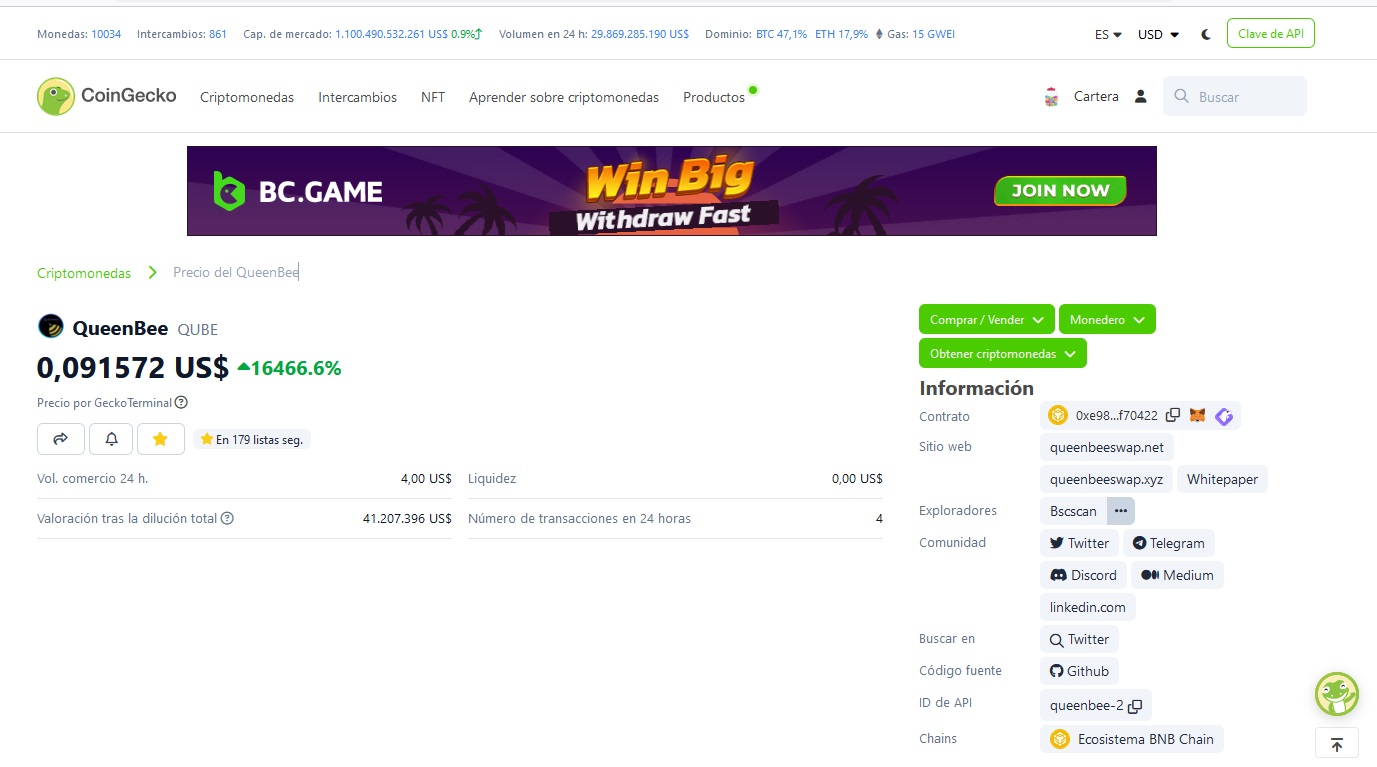 Monedas: 10034 Intercambios: 861 Cap. de mercado: 1.100.490.532.261 US$ 0.9% Volumen en 24 h: 29.869.285.190 US$ Dominio: BTC 47,1% ETH 17,9% Gas: 15 GWEI ES USD Clave de API
CoinGecko Criptomonedas Intercambios NFT Aprender sobre criptomonedas Productos Cartera Buscar
BC.GAME Win Big Withdraw Fast JOIN NOW
Criptomonedas Precio del QueenBee
QueenBee QUBE
0,091572 US$ 16466.6%
Precio por GeckoTerminal
En 179 listas seg.
Vol. comercio 24 h. 4,00 US$ Liquidez 0,00 US$
Valoración tras la dilución total 41.207.396 US$ Número de transacciones en 24 horas 4
Comprar / Vender Monedero
Obtener criptomonedas
Información
Contrato 0xe98...f70422
Sitio web queenbeeswap.net
queenbeeswap.xyz Whitepaper
Exploradores Bscscan
Comunidad Twitter Telegram
Discord Medium
linkedin.com
Buscar en Twitter
Código fuente Github
ID de API queenbee-2
Chains Ecosistema BNB Chain